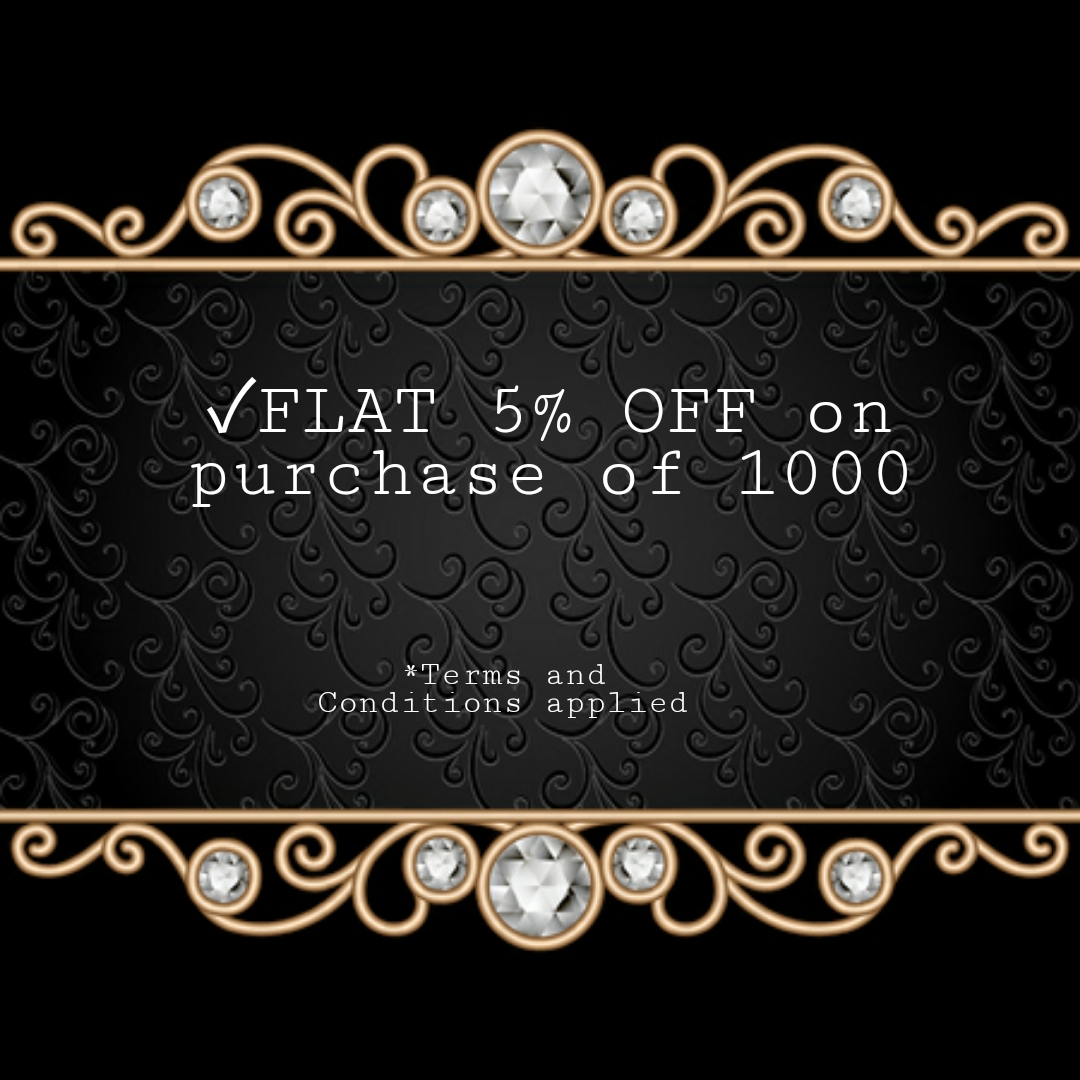 ✓FLAT 5% OFF on
purchase of 1000
*Terms and
Conditions applied